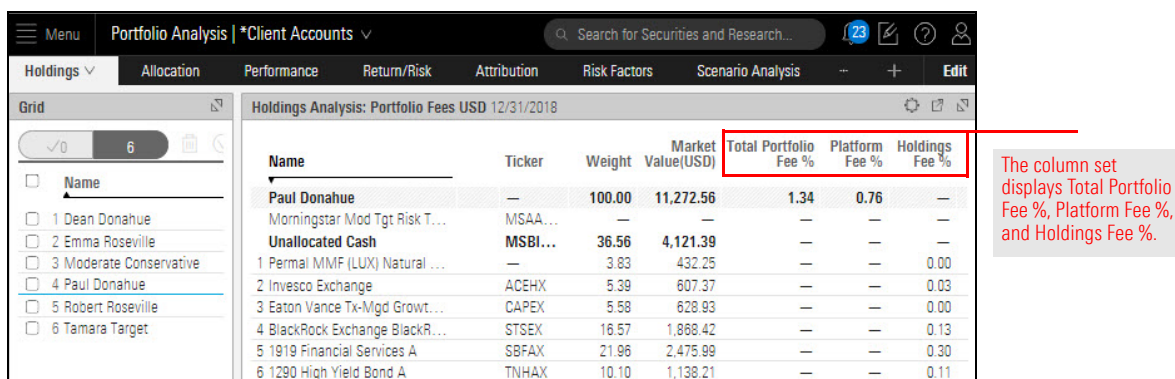 Menu Portfolio Analysis | *Client Accounts Search for Securities and Research... 23
Holdings Allocation Performance Return/Risk Attribution Risk Factors Scenario Analysis ... + Edit
Grid
Holdings Analysis: Portfolio Fees USD 12/31/2018
0 6
Name
1 Dean Donahue
2 Emma Roseville
3 Moderate Conservative
4 Paul Donahue
5 Robert Roseville
6 Tamara Target
Market Total Portfolio Platform Holdings
Name Ticker Weight Value(USD) Fee % Fee % Fee %
Paul Donahue — 100.00 11,272.56 1.34 0.76 —
Morningstar Mod Tgt Risk T... MSAA... — — — — —
Unallocated Cash MSBI... 36.56 4,121.39 — — —
1 Permal MMF (LUX) Natural ... — 3.83 432.25 — — 0.00
2 Invesco Exchange ACEHX 5.39 607.37 — — 0.03
3 Eaton Vance Tx-Mgd Growt... CAPEX 5.58 628.93 — — 0.00
4 BlackRock Exchange BlackR... STSEX 16.57 1,868.42 — — 0.13
5 1919 Financial Services A SBFAX 21.96 2,475.99 — — 0.30
6 1290 High Yield Bond A TNHAX 10.10 1,138.21 — — 0.11
The column set
displays Total Portfolio
Fee %, Platform Fee %,
and Holdings Fee %.